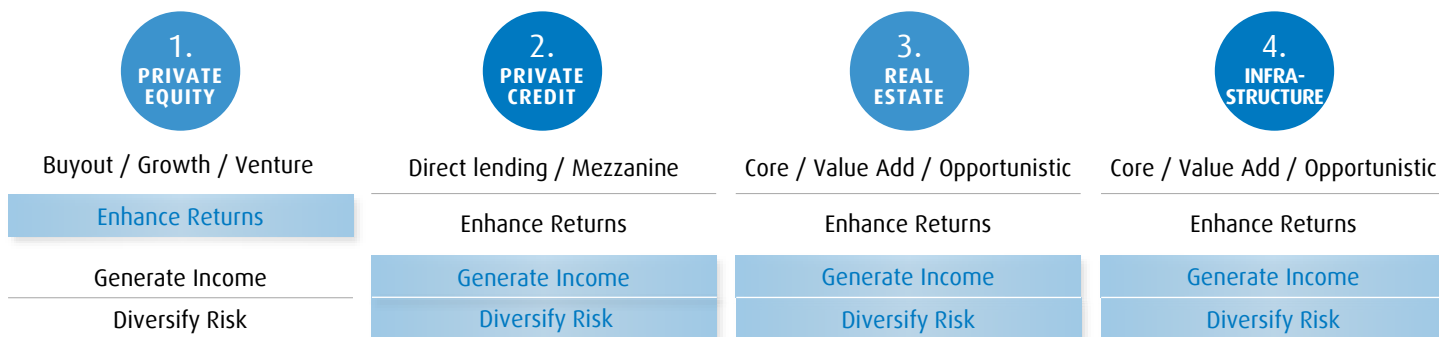 1.
PRIVATE
EQUITY
Buyout / Growth / Venture
Enhance Returns
Generate Income
Diversify Risk
2.
PRIVATE
CREDIT
Direct lending / Mezzanine
Enhance Returns
Generate Income
Diversify Risk
3.
REAL
ESTATE
Core / Value Add / Opportunistic
Enhance Returns
Generate Income
Diversify Risk
4.
INFRA-
STRUCTURE
Core / Value Add / Opportunistic
Enhance Returns
Generate Income
Diversify Risk